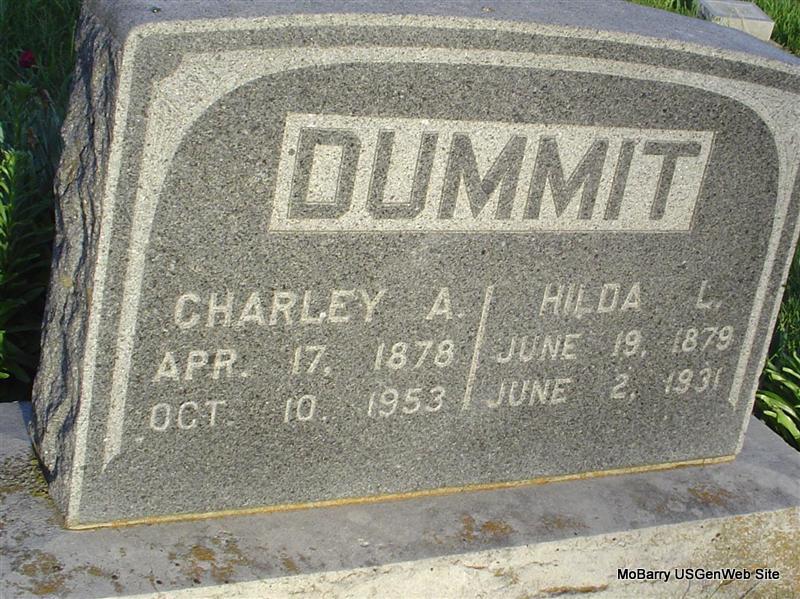 DUMMIT
CHARLEY A.
APR. 17, 1878
OCT. 10. 1953
HILDA L.
JUNE 19, 1879
JUNE 2, 1931
MoBarry USGenWeb Site